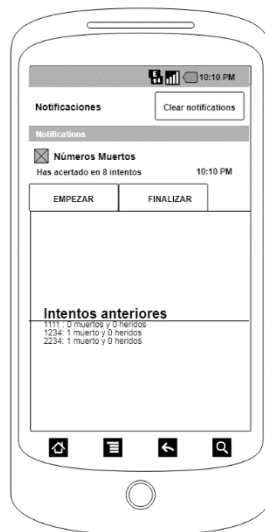 10:10 PM
Notificaciones
Clear notifications
Notifications
Números Muertos
Has acertado en 8 intentos 10:10 PM
EMPEZAR FINALIZAR
Intentos anteriores
1111 : 0 muertos y 0 heridos
1234: 1 muerto y 0 heridos
2234: 1 muerto y 0 heridos